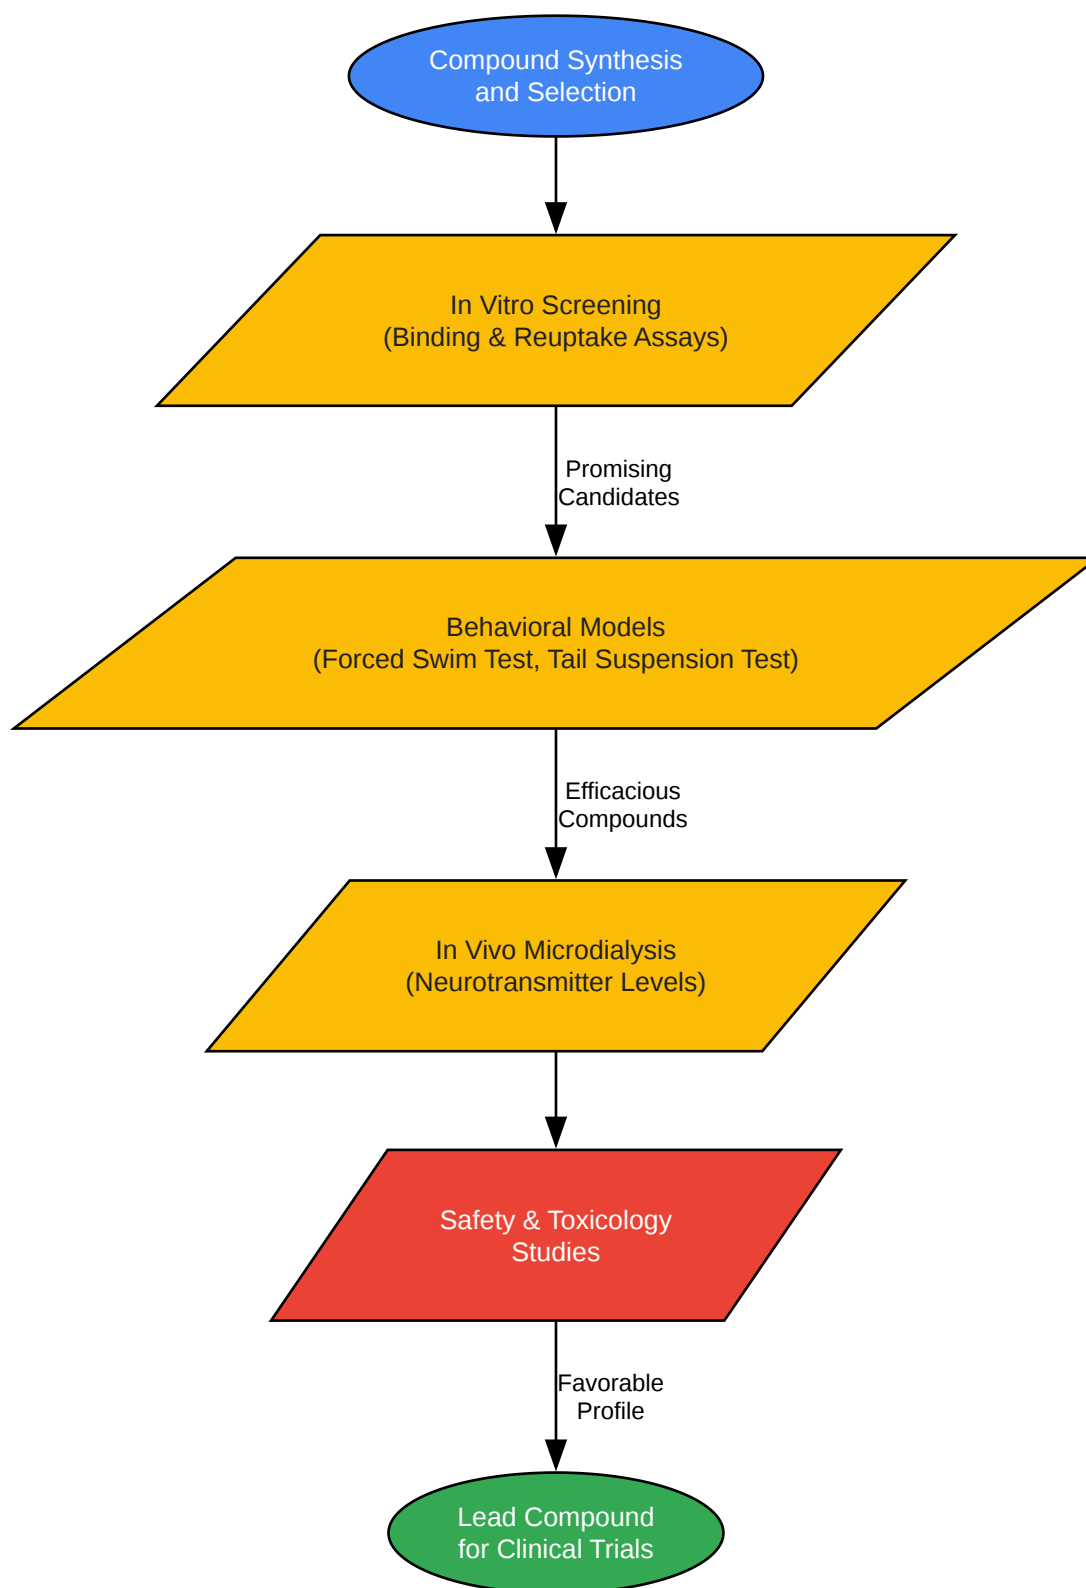 Compound Synthesis
and Selection
In Vitro Screening
(Binding & Reuptake Assays)
Promising
Candidates
Behavioral Models
(Forced Swim Test, Tail Suspension Test)
Efficacious
Compounds
In Vivo Microdialysis
(Neurotransmitter Levels)
Safety & Toxicology
Studies
Favorable
Profile
Lead Compound
for Clinical Trials